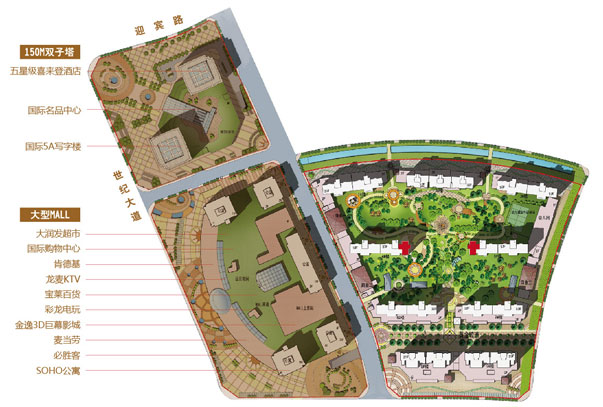 迎宾路
150M双子塔
五星级喜来登酒店
国际名品中心
国际5A写字楼
世纪大道
大型MALL
大润发超市
国际购物中心
肯德基
龙麦KTV
宝莱百货
彩龙电玩
金逸3D巨幕影城
麦当劳
必胜客
SOHO公寓